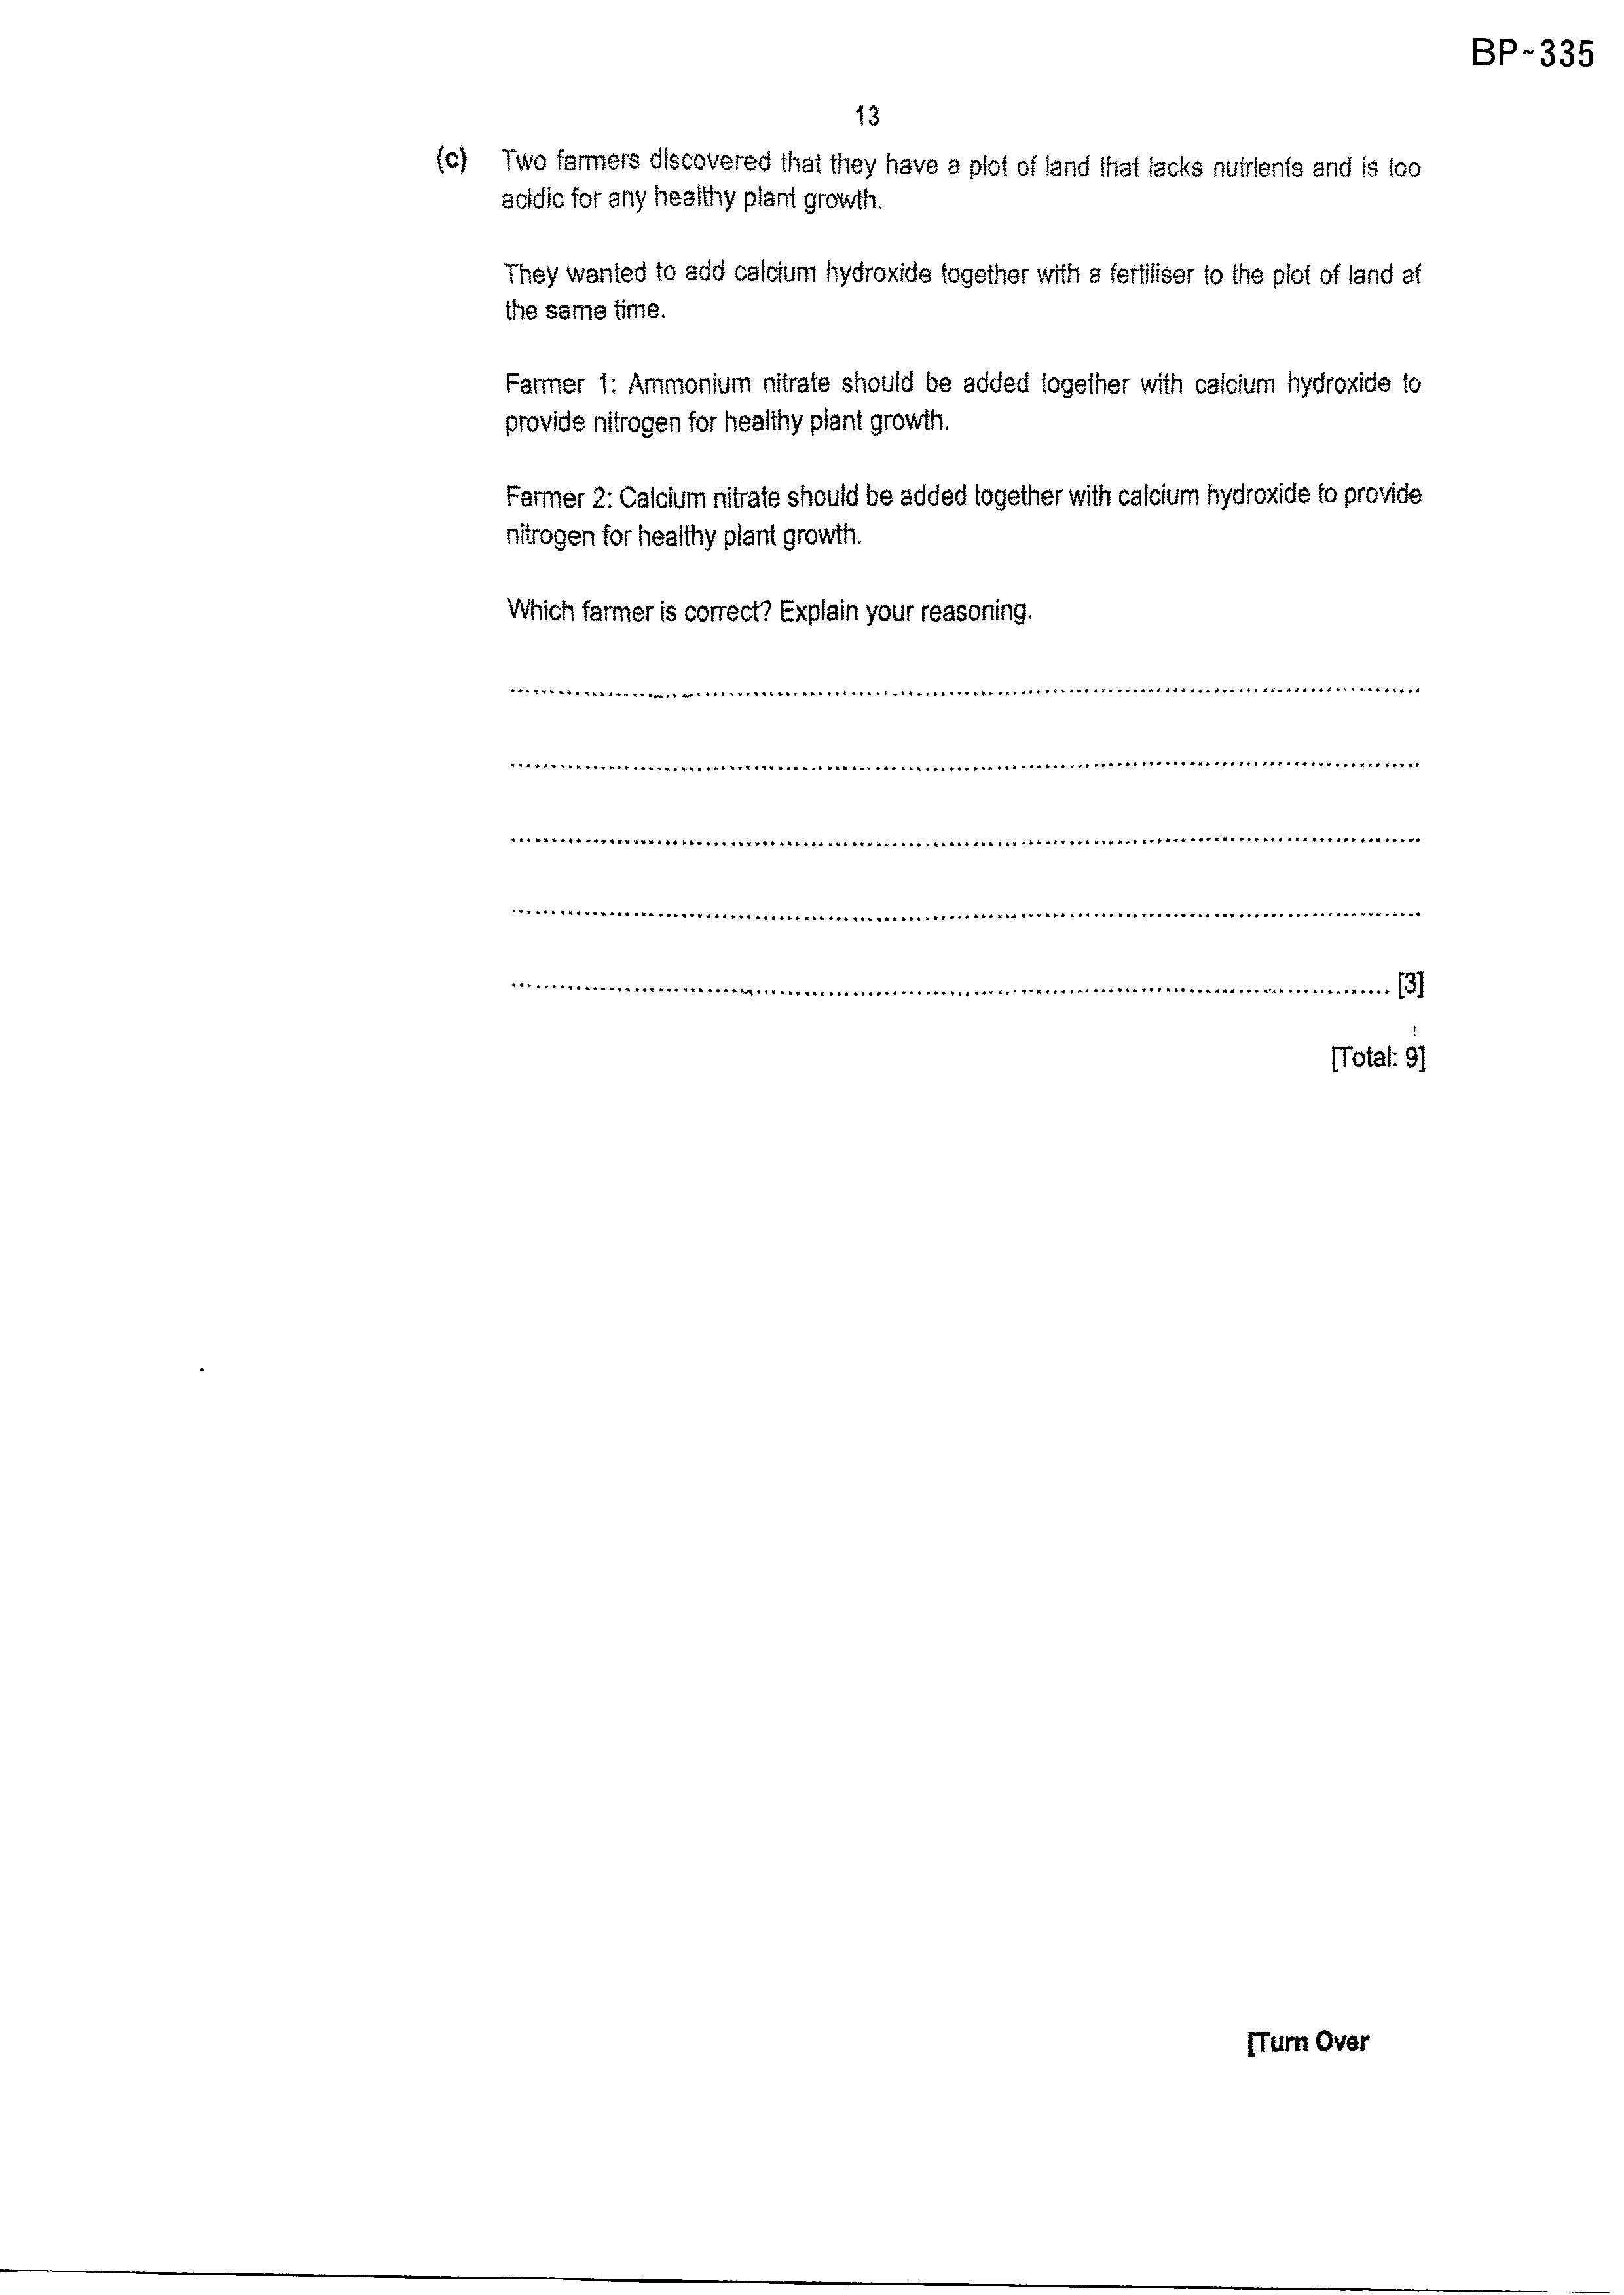 BP~335
13
(c) Two farmers discovered that they have a plot of land that lacks nutrients and is too
acidic for any healthy plant growth.
They wanted to add calcium hydroxide together with a fertiliser to the plot of land at
the same time.
Farmer 1: Ammonium nitrate should be added together with calcium hydroxide to
provide nitrogen for healthy plant growth.
Farmer 2: Calcium nitrate should be added together with calcium hydroxide to provide
nitrogen for healthy plant growth.
Which farmer is correct? Explain your reasoning.
[3]
[Total: 9]
[Turn Over